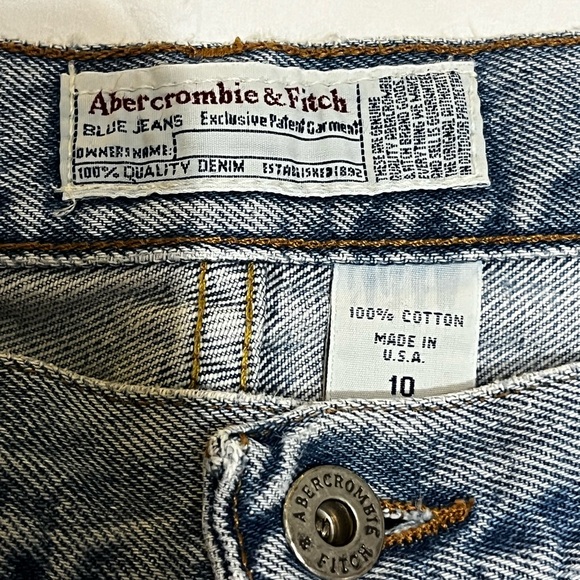 Abercrombie & Fitch
BLUE JEANS Exclusive Patent Garment
OWNERS NAME:
100% QUALITY DENIM ESTABLISHED 1892
100% COTTON
MADE IN
U.S.A.
10
ABERCROMBIE
& FITCH